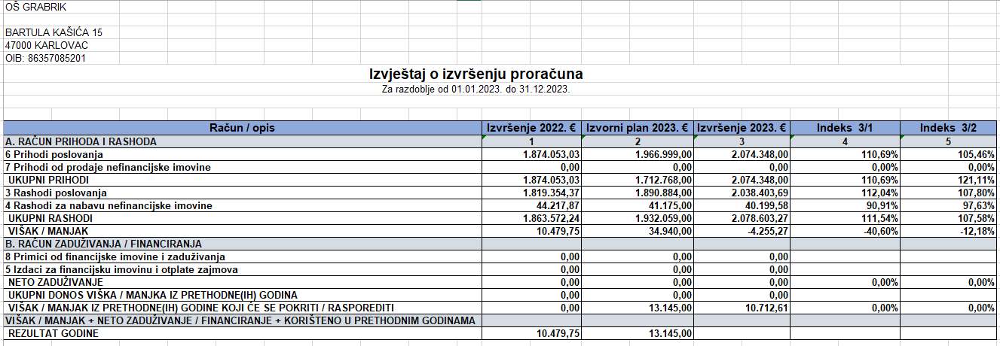 OŠ GRABRIK
BARTULA KAŠIĆA 15
47000 KARLOVAC
OIB: 86357085201
Izvještaj o izvršenju proračuna
Za razdoblje od 01.01.2023. do 31.12.2023.
Račun / opis Izvršenje 2022. € Izvorni plan 2023. € Izvršenje 2023. € Indeks 3/1 Indeks 3/2
A. RAČUN PRIHODA I RASHODA 1 2 3 4 5
6 Prihodi poslovanja 1.874.053,03 1.966.999,00 2.074.348,00 110,69% 105,46%
7 Prihodi od prodaje nefinancijske imovine 0,00 0,00 0,00 0,00% 0,00%
UKUPNI PRIHODI 1.874.053,03 1.712.768,00 2.074.348,00 110,69% 121,11%
3 Rashodi poslovanja 1.819.354,37 1.890.884,00 2.038.403,69 112,04% 107,80%
4 Rashodi za nabavu nefinancijske imovine 44.217,87 41.175,00 40.199,58 90,91% 97,63%
UKUPNI RASHODI 1.863.572,24 1.932.059,00 2.078.603,27 111,54% 107,58%
VIŠAK / MANJAK 10.479,75 34.940,00 -4.255,27 -40,60% -12,18%
B. RAČUN ZADUŽIVANJA / FINANCIRANJA
8 Primici od financijske imovine i zaduživanja 0,00 0,00 0,00
5 Izdaci za financijsku imovinu i otplate zajmova 0,00 0,00 0,00
NETO ZADUŽIVANJE 0,00 0,00 0,00 0,00% 0,00%
UKUPNI DONOS VIŠKA / MANJKA IZ PRETHODNE(IH) GODINA 0,00 0,00 0,00
VIŠAK / MANJAK IZ PRETHODNE(IH) GODINE KOJI ĆE SE POKRITI / RASPOREDITI 0,00 13.145,00 10.712,61 0,00% 0,00%
VIŠAK / MANJAK + NETO ZADUŽIVANJE / FINANCIRANJE + KORIŠTENO U PRETHODNIM GODINAMA
REZULTAT GODINE 10.479,75 13.145,00